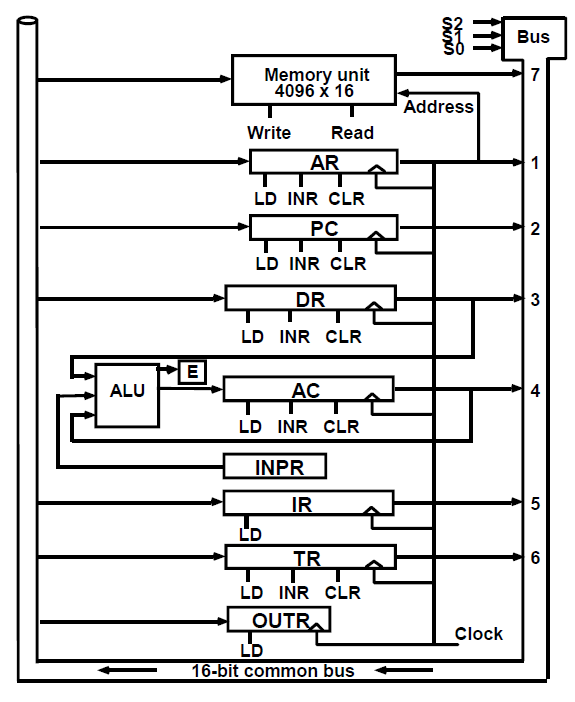 S2
S1
S0
Bus
Memory unit
4096 x 16
7
Address
Write Read
AR
1
LD INR CLR
PC
2
LD INR CLR
DR
3
LD INR CLR
E
ALU
AC
4
LD INR CLR
INPR
IR
5
LD
TR
6
LD INR CLR
OUTR
Clock
LD
16-bit common bus